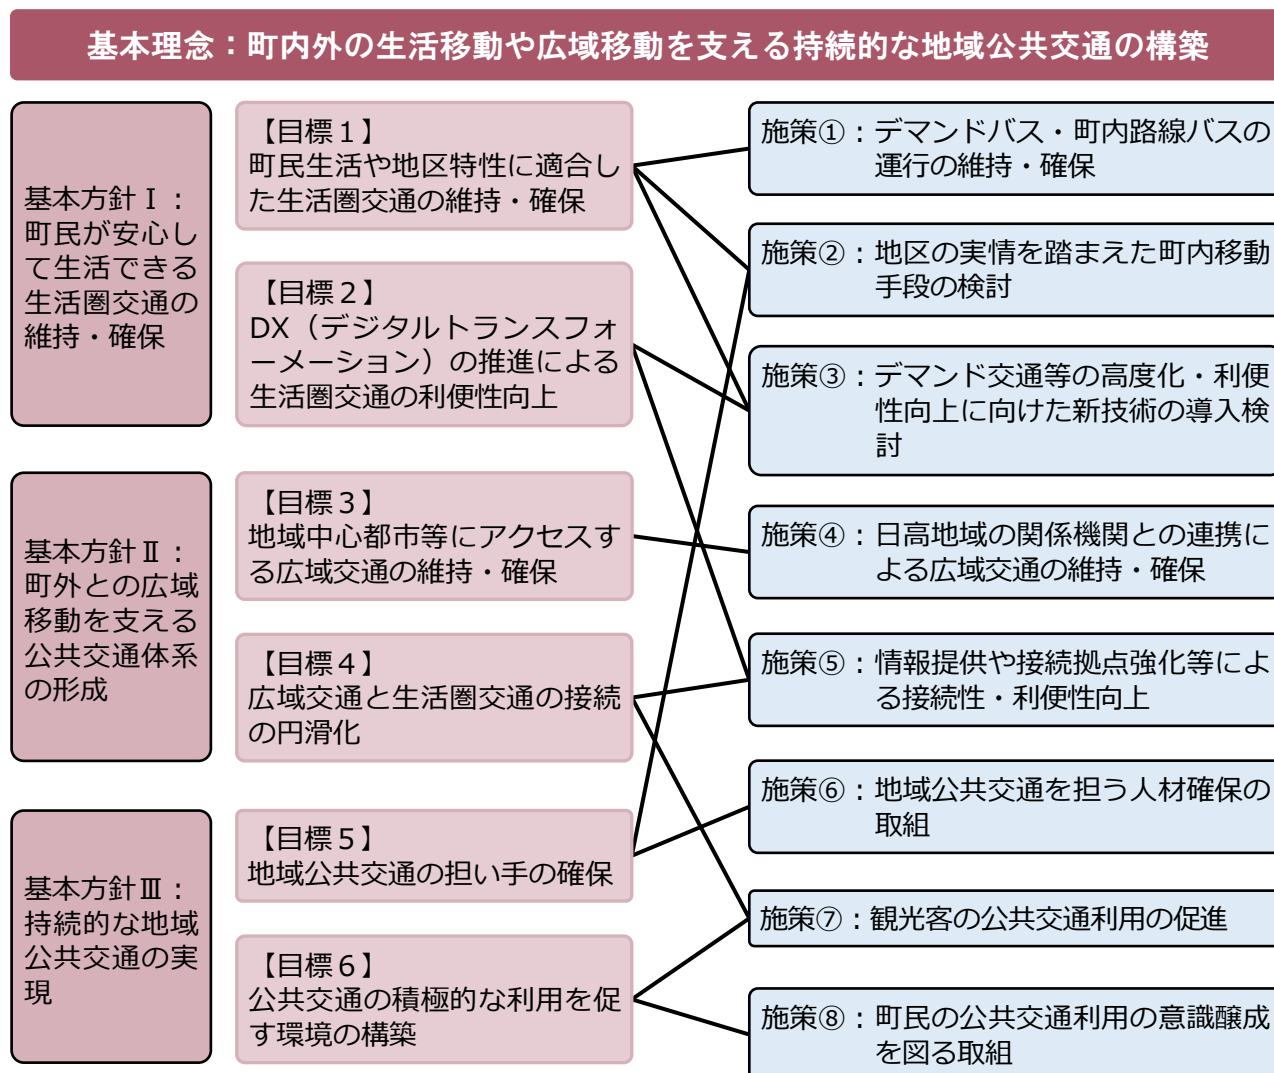 基本理念：町内外の生活移動や広域移動を支える持続的な地域公共交通の構築
基本方針Ⅰ：
町民が安心し
て生活できる
生活圏交通の
維持・確保
【目標１】
町民生活や地区特性に適合し
た生活圏交通の維持・確保
【目標２】
DX（デジタルトランスフォ
ーメーション）の推進による
生活圏交通の利便性向上
基本方針Ⅱ：
町外との広域
移動を支える
公共交通体系
の形成
【目標３】
地域中心都市等にアクセスす
る広域交通の維持・確保
【目標４】
広域交通と生活圏交通の接続
の円滑化
基本方針Ⅲ：
持続的な地域
公共交通の実
現
【目標５】
地域公共交通の担い手の確保
【目標６】
公共交通の積極的な利用を促
す環境の構築
施策①：デマンドバス・町内路線バスの
運行の維持・確保
施策②：地区の実情を踏まえた町内移動
手段の検討
施策③：デマンド交通等の高度化・利便
性向上に向けた新技術の導入検
討
施策④：日高地域の関係機関との連携に
よる広域交通の維持・確保
施策⑤：情報提供や接続拠点強化等によ
る接続性・利便性向上
施策⑥：地域公共交通を担う人材確保の
取組
施策⑦：観光客の公共交通利用の促進
施策⑧：町民の公共交通利用の意識醸成
を図る取組